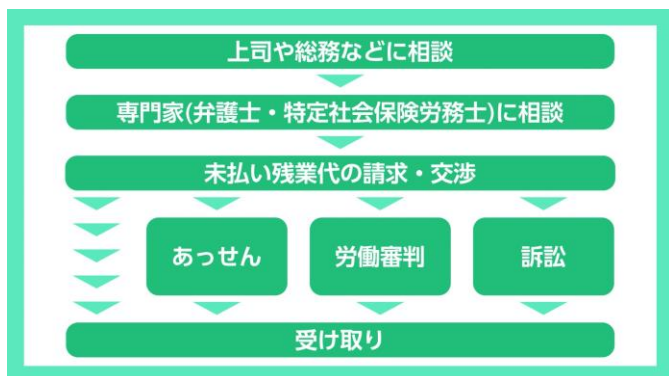 上司や総務などに相談
専門家(弁護士・特定社会保険労務士)に相談
未払い残業代の請求・交渉
あっせん
労働審判
訴訟
受け取り